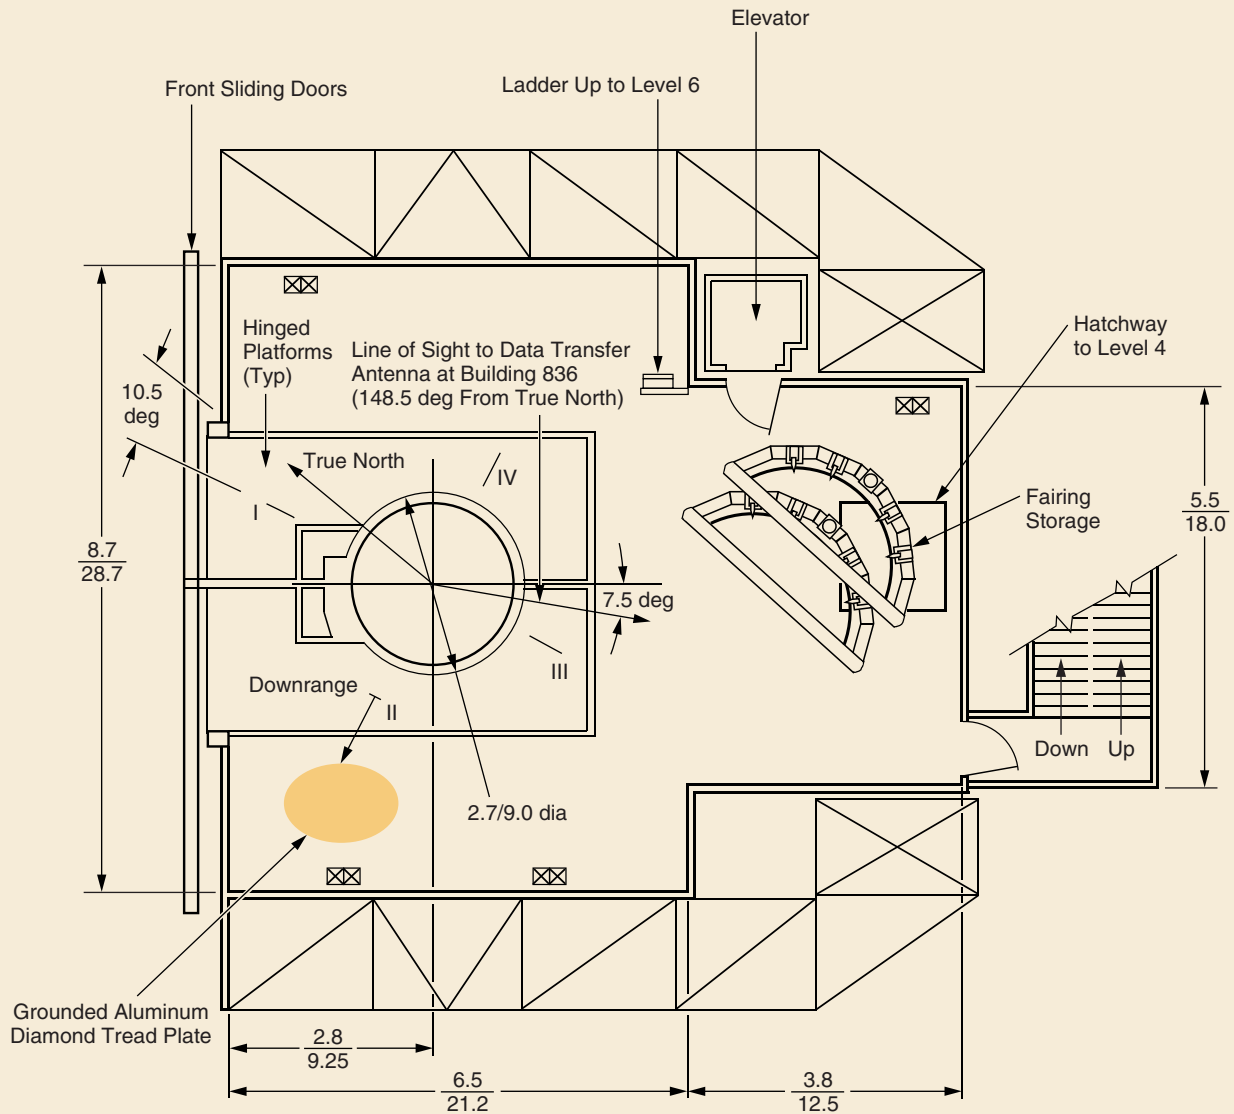 Elevator
Front Sliding Doors
Ladder Up to Level 6
Hinged
Platforms
(Typ)
Line of Sight to Data Transfer
Antenna at Building 836
(148.5 deg From True North)
Hatchway
to Level 4
10.5
deg
True North
IV
I
Fairing
Storage
5.5
18.0
8.7
28.7
7.5 deg
III
Downrange
II
Down
Up
2.7/9.0 dia
Grounded Aluminum
Diamond Tread Plate
2.8
9.25
6.5
21.2
3.8
12.5